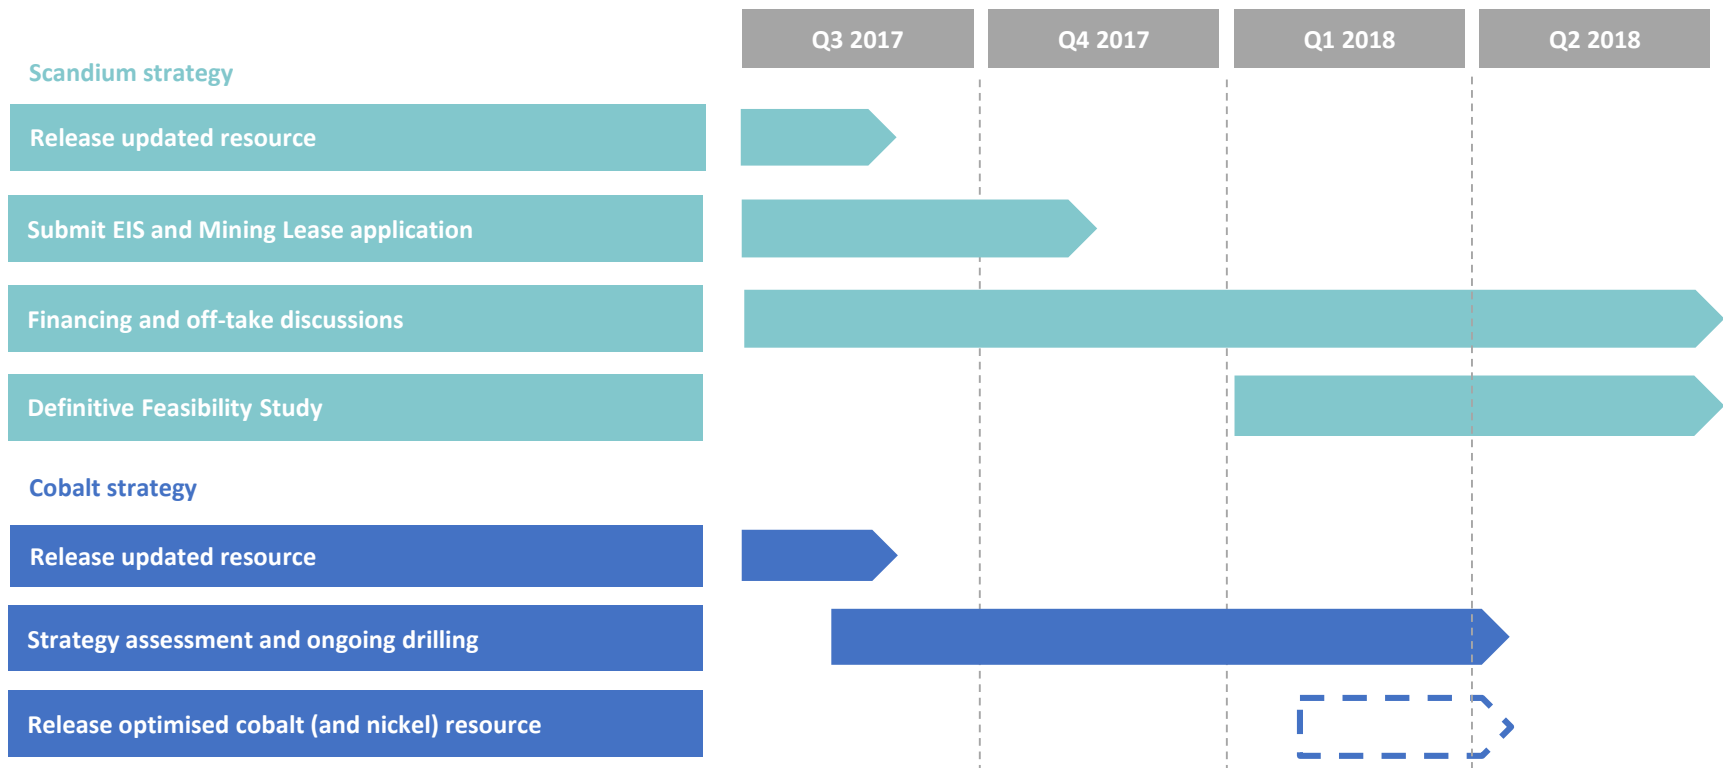 Q3 2017
Q4 2017
Q1 2018
Q2 2018
Scandium strategy
Release updated resource
Submit EIS and Mining Lease application
Financing and off-take discussions
Definitive Feasibility Study
Cobalt strategy
Release updated resource
Strategy assessment and ongoing drilling
Release optimised cobalt (and nickel) resource